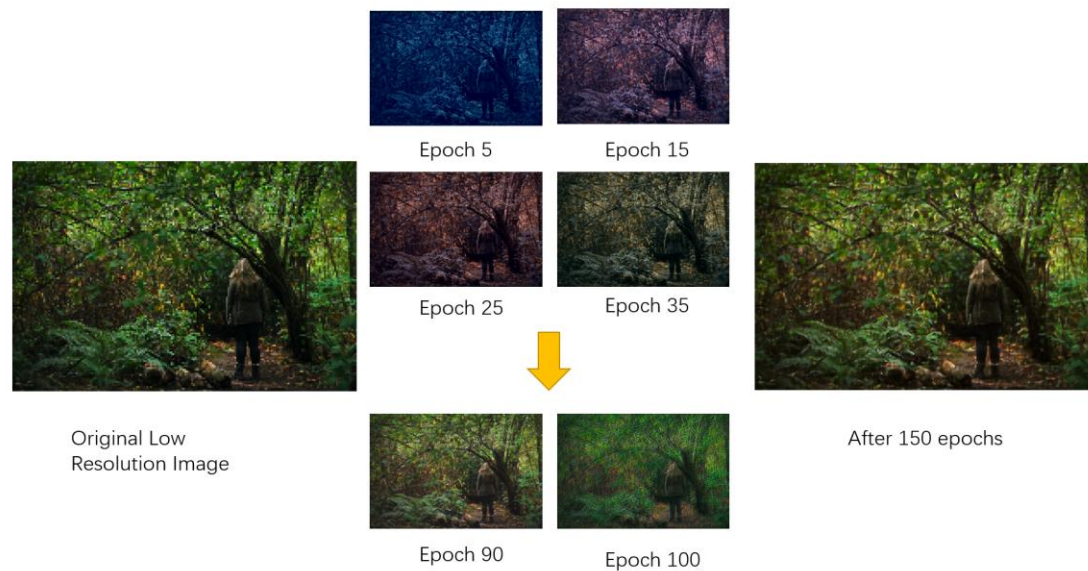 Epoch 5
Epoch 15
Epoch 25
Epoch 35
Original Low
Resolution Image
After 150 epochs
Epoch 90
Epoch 100